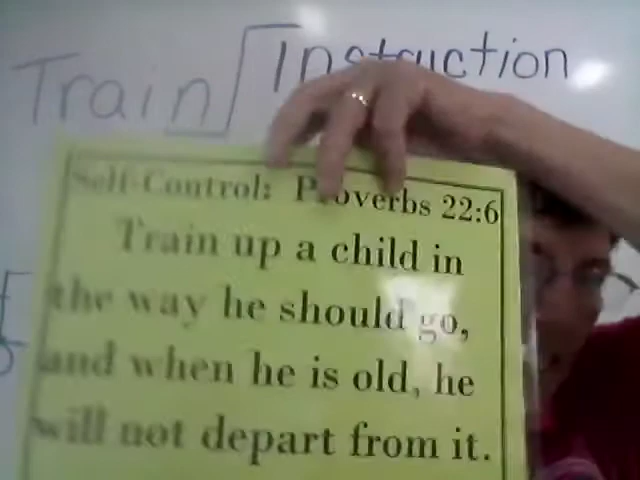 Train Instruction
Self-Control: Proverbs 22:6
Train up a child in
the way he should go,
and when he is old, he
will not depart from it.